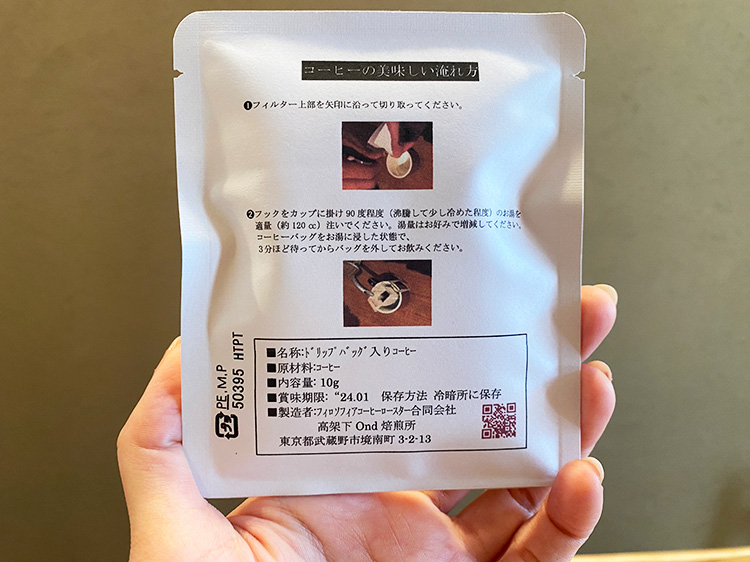 コーヒーの美味しい淹れ方
❶フィルター上部を矢印に沿って切り取ってください。
❷フックをカップに掛け 90 度程度（沸騰して少し冷めた程度）のお湯を
適量（約 120 cc）注いでください。湯量はお好みで増減してください。
コーヒーバッグをお湯に浸した状態で、
3分ほど待ってからバッグを外してお飲みください。
■名称:ﾄﾞﾘｯﾌﾟﾊﾞｯｸﾞ入りｺｰﾋｰ
■原材料:ｺｰﾋｰ
■内容量: 10g
■賞味期限: “24.01 保存方法 冷暗所に保存
■製造者:ﾌｨﾛｿﾌｨｱｺｰﾋｰﾛｰｽﾀｰ合同会社
高架下 Ond 焙煎所
東京都武蔵野市境南町 3-2-13
PE,M,P
50395 HTPT
プラ